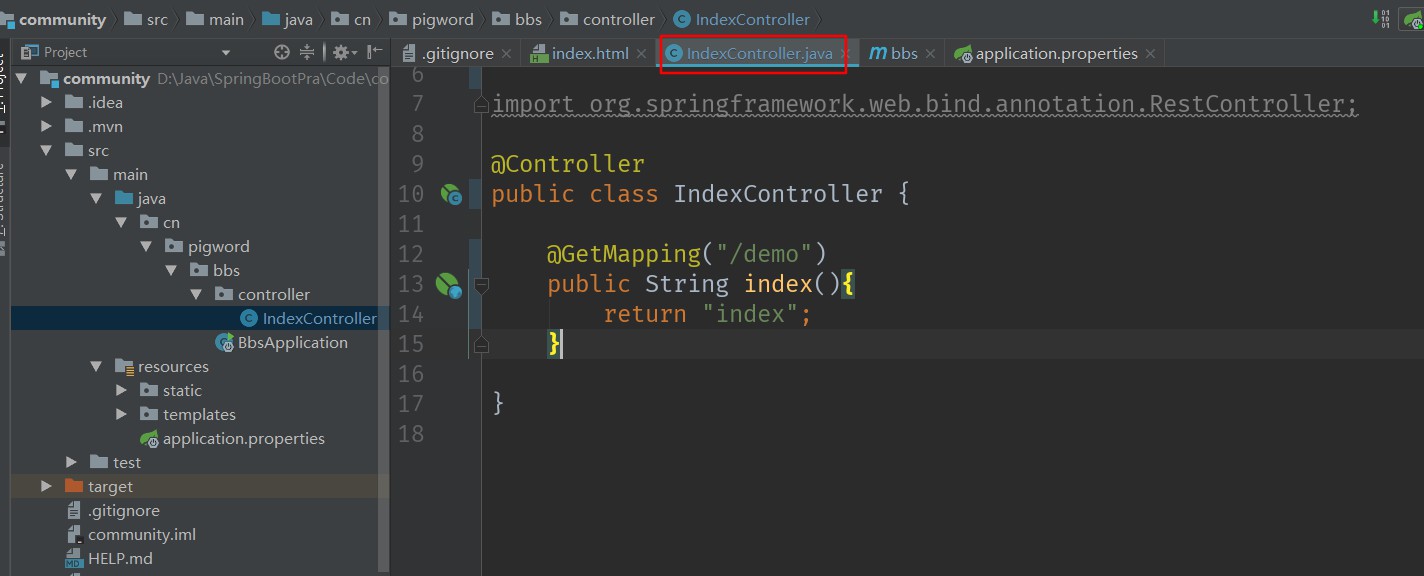 community src main java cn pigword bbs controller IndexController
Project
.gitignore index.html IndexController.java m bbs application.properties
community D:\Java\SpringBootPra\Code\co
.idea
.mvn
src
main
java
cn
pigword
bbs
controller
IndexController
BbsApplication
resources
static
templates
application.properties
test
target
.gitignore
community.iml
HELP.md
6
7 import org.springframework.web.bind.annotation.RestController;
8
9 @Controller
10 public class IndexController {
11
12 @GetMapping("/demo")
13 public String index(){
14 return "index";
15 }
16
17 }
18